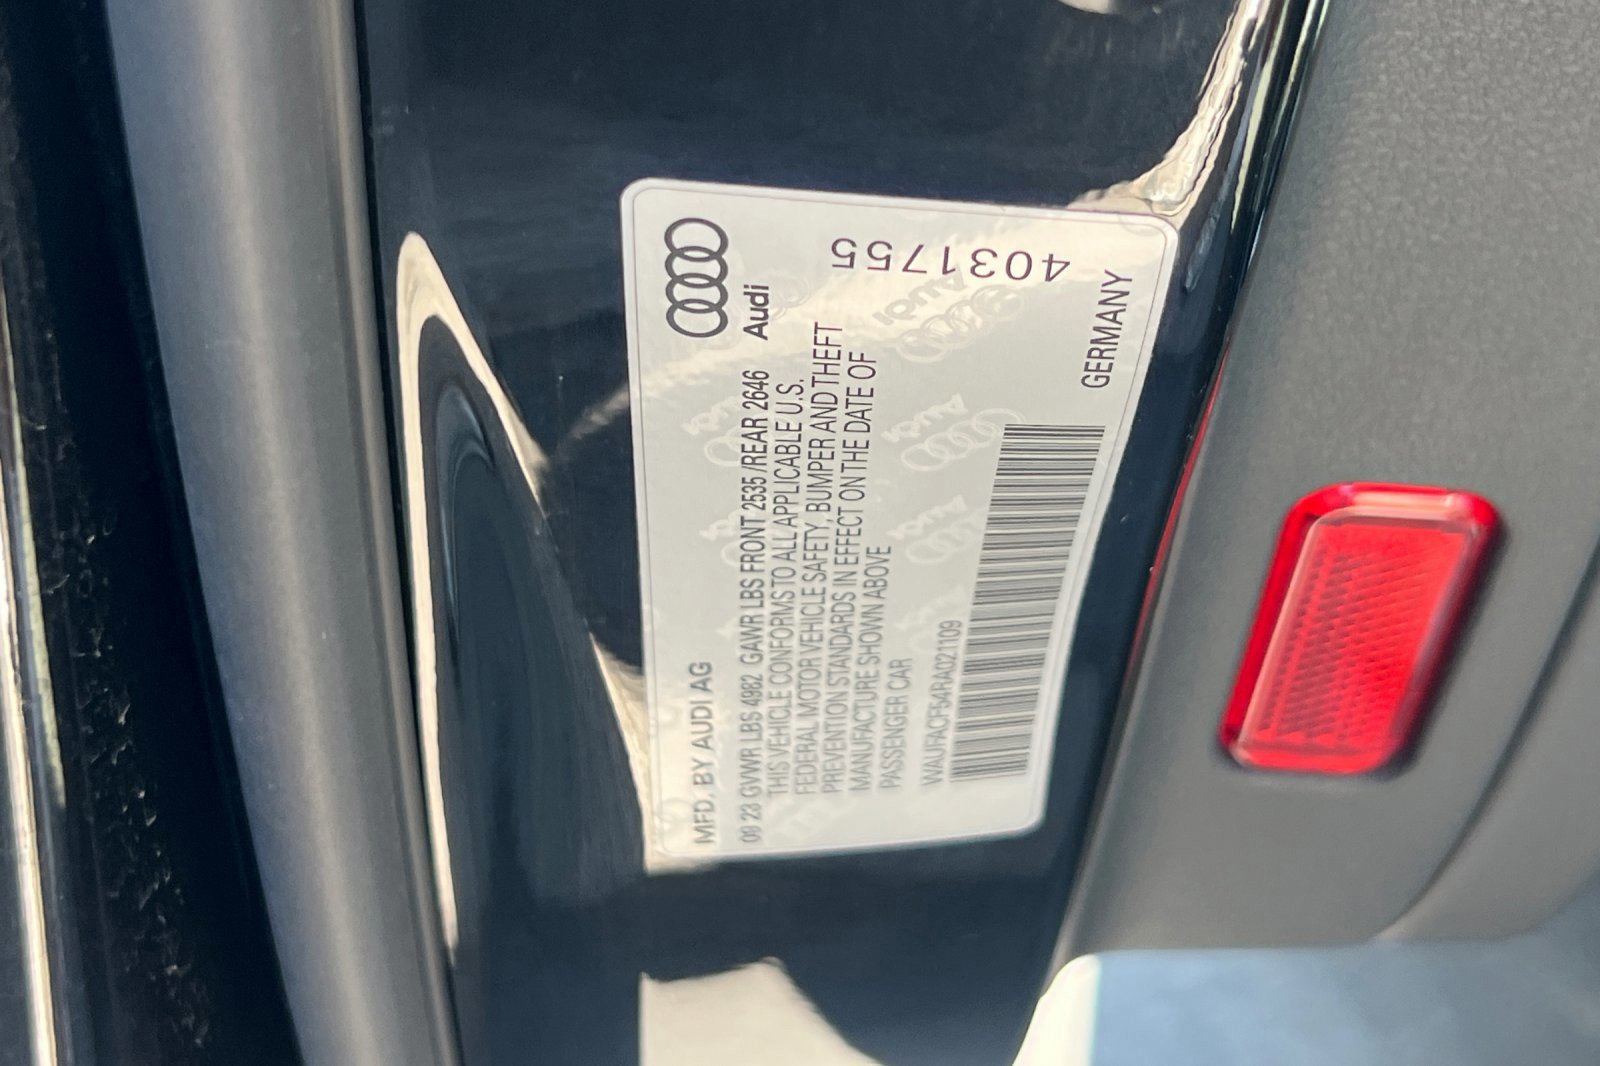 MFD. BY AUDI AG
09 23 GVWR LBS 4982 GAWR LBS FRONT 2535 /REAR 2646
Audi
THIS VEHICLE CONFORMS TO ALL APPLICABLE U.S.
FEDERAL MOTOR VEHICLE SAFETY, BUMPER AND THEFT
PREVENTION STANDARDS IN EFFECT ON THE DATE OF
MANUFACTURE SHOWN ABOVE
PASSENGER CAR
WAUFACF54RA021109
GERMANY
4031755